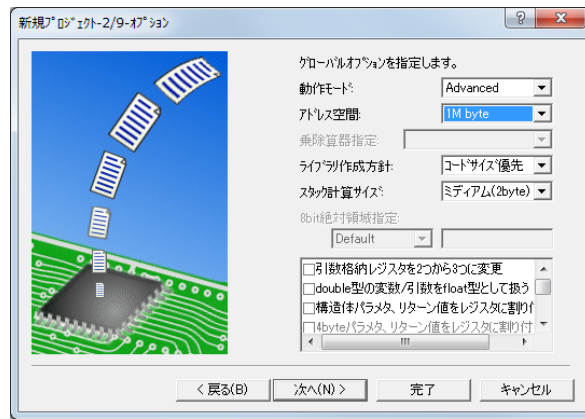 新規ﾌﾟﾛｼﾞｪｸﾄ-2/9-ｵﾌﾟｼｮﾝ
ｸﾞﾛｰﾊﾞﾙｵﾌﾟｼｮﾝを指定します。
動作ﾓｰﾄﾞ: Advanced
ｱﾄﾞﾚｽ空間: 1M byte
乗除算器指定:
ﾗｲﾌﾞﾗﾘ作成方針: ｺｰﾄﾞｻｲｽﾞ優先
ｽﾀｯｸ計算ｻｲｽﾞ: ﾐﾃﾞｨｱﾑ(2byte)
8bit絶対領域指定:
Default
引数格納ﾚｼﾞｽﾀを2つから3つに変更
double型の変数/引数をfloat型として扱う
構造体ﾊﾟﾗﾒﾀ、ﾘﾀｰﾝ値をﾚｼﾞｽﾀに割り付
4byteﾊﾟﾗﾒﾀ、ﾘﾀｰﾝ値をﾚｼﾞｽﾀに割り付
< 戻る(B) 次へ(N) > 完了 ｷｬﾝｾﾙ